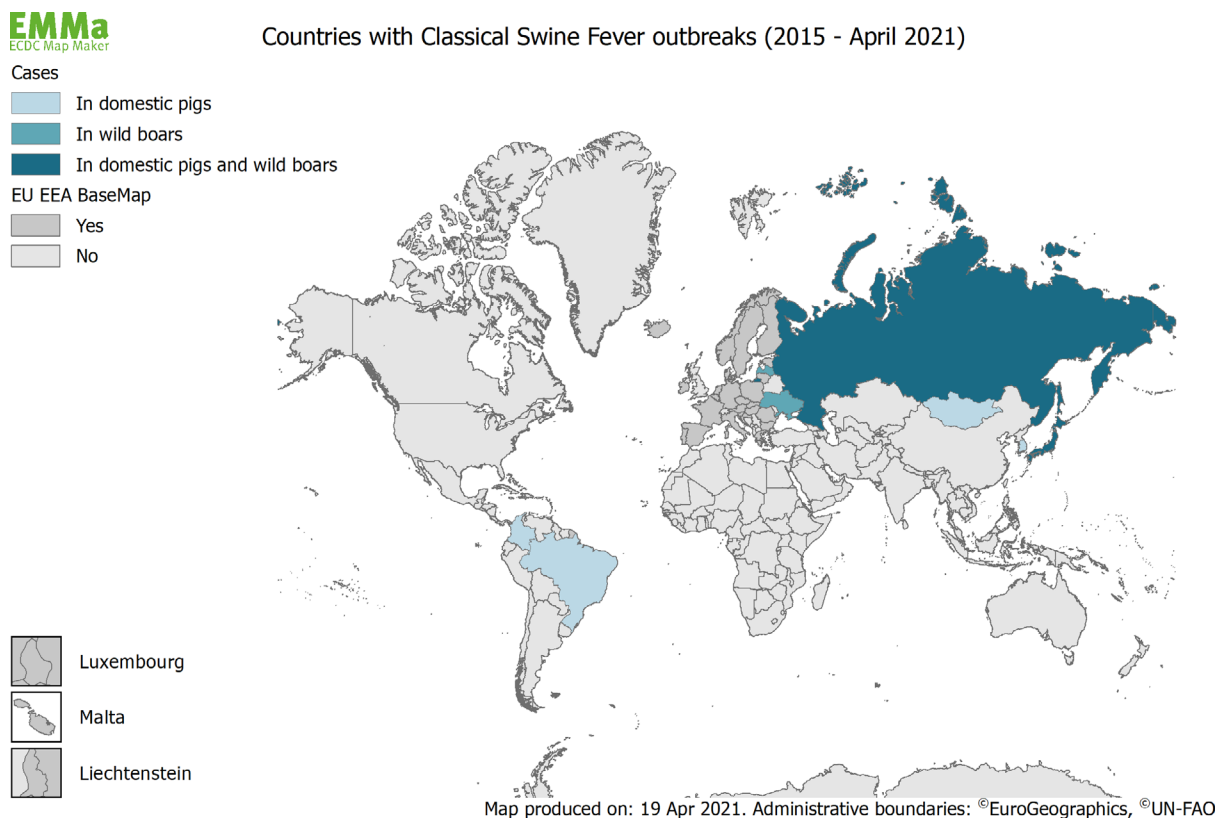 EMMa
ECDC Map Maker
Countries with Classical Swine Fever outbreaks (2015 - April 2021)
Cases
In domestic pigs
In wild boars
In domestic pigs and wild boars
EU EEA BaseMap
Yes
No
Luxembourg
Malta
Liechtenstein
Map produced on: 19 Apr 2021. Administrative boundaries: ©EuroGeographics, ©UN-FAO